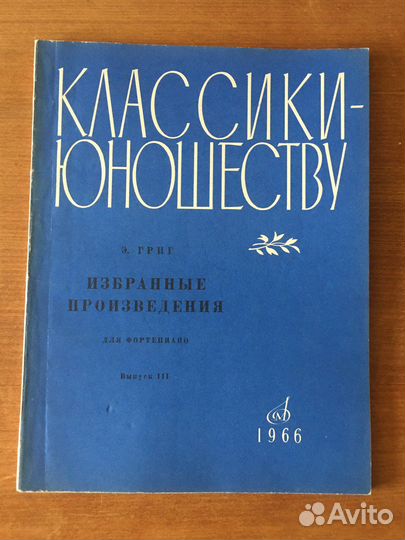 КЛАССИКИ-
ЮНОШЕСТВУ
Э. ГРИГ
ИЗБРАННЫЕ
ПРОИЗВЕДЕНИЯ
ДЛЯ ФОРТЕПИАНО
Выпуск III
1966
Avito